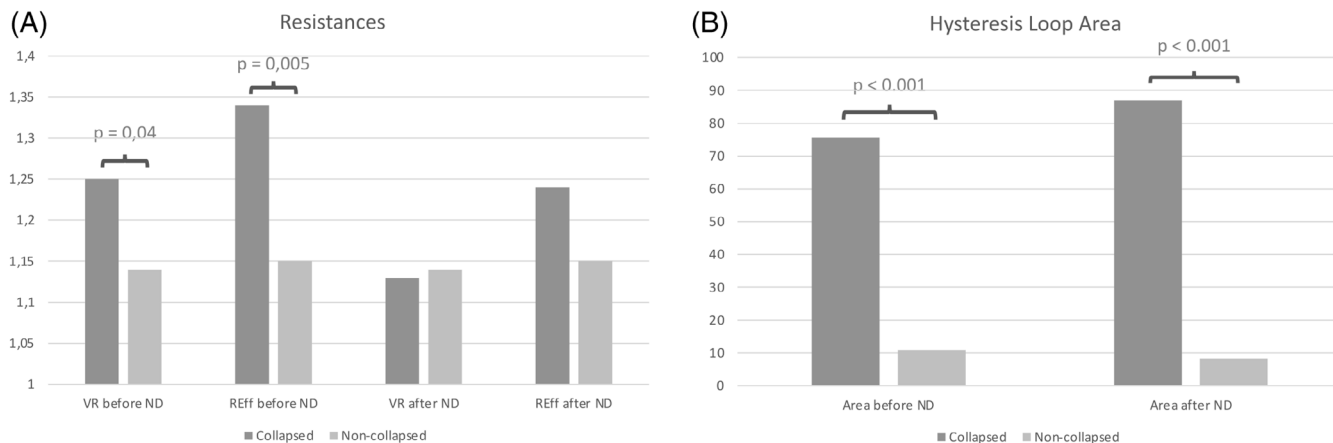 (A)
Resistances
1,4
1,35
1,3
1,25
1,2
1,15
1,1
1,05
1
p = 0,04
p = 0,005
VR before ND
REff before ND
VR after ND
REff after ND
Collapsed
Non-collapsed
(B)
Hysteresis Loop Area
100
90
80
70
60
50
40
30
20
10
0
p < 0.001
p < 0.001
Area before ND
Area after ND
Collapsed
Non-collapsed